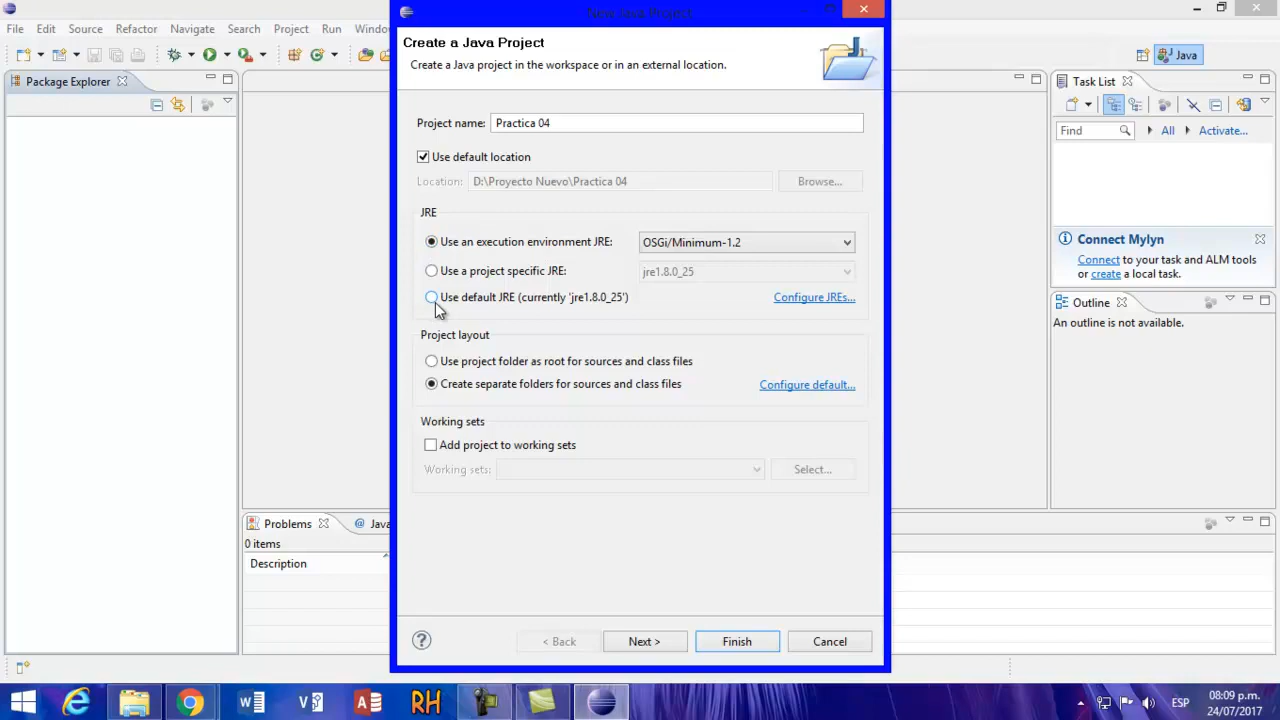 New Java Project
File Edit Source Refactor Navigate Search Project Run
Java
Package Explorer
Create a Java Project
Create a Java project in the workspace or in an external location.
Project name: Practica 04
Use default location
Location: D:\Proyecto Nuevo\Practica 04 Browse...
JRE
Use an execution environment JRE: OSGi/Minimum-1.2
Use a project specific JRE: jre1.8.0_25
Use default JRE (currently 'jre1.8.0_25') Configure JREs...
Project layout
Use project folder as root for sources and class files
Create separate folders for sources and class files Configure default...
Working sets
Add project to working sets
Working sets: Select...
< Back Next > Finish Cancel
Task List
Find All Activate...
Connect Mylyn
Connect to your task and ALM tools
or create a local task.
Outline
An outline is not available.
Problems @ Java
0 items
Description
RH
ESP
08:09 p.m.
24/07/2017